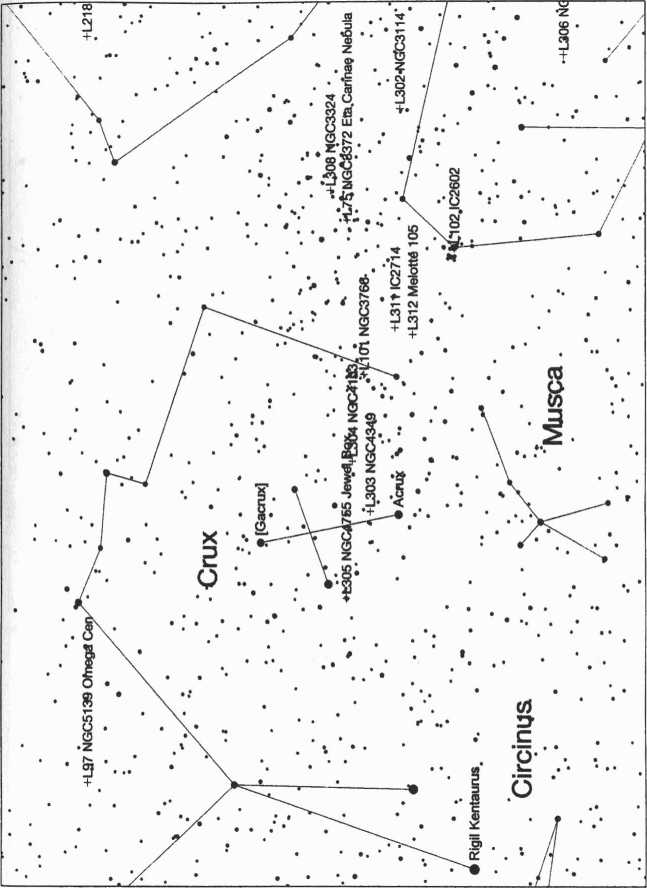 +L218
+L306 NG
+L302 NGC3114
+L308 NGC3324
+L75 NGC3372 Eta Carinae Nebula
+L102 IC2602
+L311 IC2714
+L312 Melotte 105
+L101 NGC3766
+L304 NGC4103
+L303 NGC4349
+L305 NGC4755 Jewel Box
Acrux
[Gacrux]
Crux
Musca
+L97 NGC5139 Omega Cen
Circinus
Rigil Kentaurus